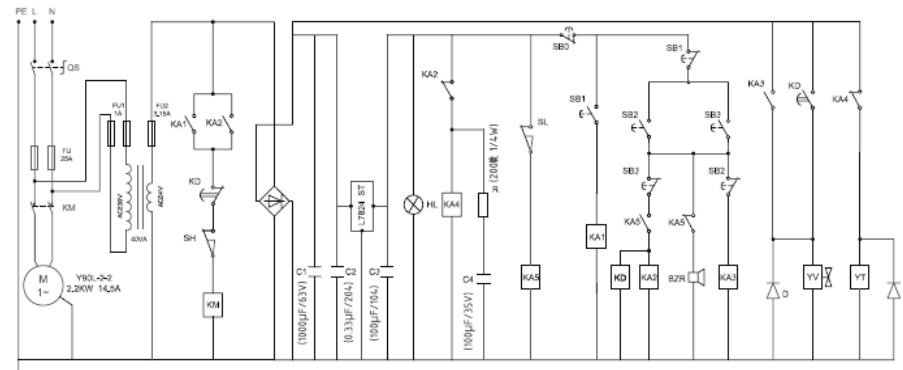 PE L N
QS
FU
25A
KM
M
1~
Y90L-2-2
2.2KW 14.5A
FU1
1A
FU2
3.15A
AC230V
AC24V
40VA
KA1
KA2
KD
SH
KM
C1
(1000μF/63V)
C2
(0.33μF/204)
L7824 ST
C3
(100μF/104)
HL
KA2
KA4
R
C4
(100μF/35V)
SL
KA5
SB0
SB1
KA1
SB1
SB2
SB3
SB3
SB2
KA5
KA5
KD
KA2
BZR
KA3
KA3
KD
KA4
D
YV
YT